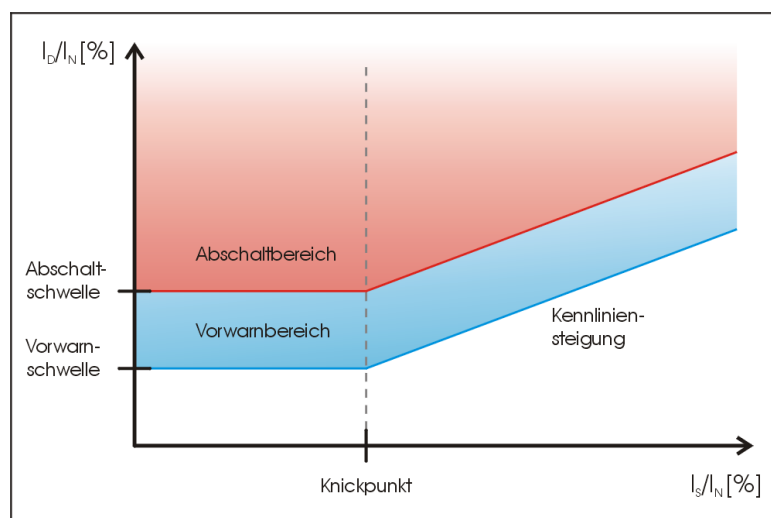 I_D/I_N [%]
Abschaltbereich
Abschalt-
schwelle
Vorwarnbereich
Vorwarn-
schwelle
Kennlinien-
steigung
Knickpunkt
I_S/I_N [%]